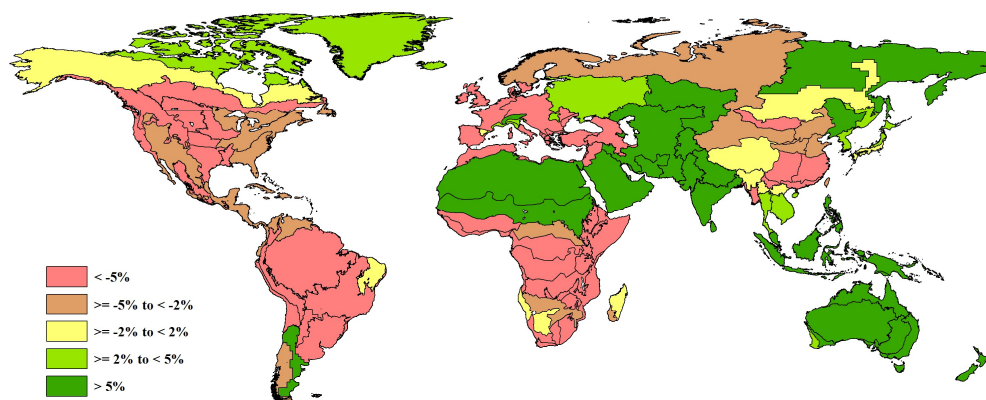 < -5%
>= -5% to < -2%
>= -2% to < 2%
>= 2% to < 5%
> 5%